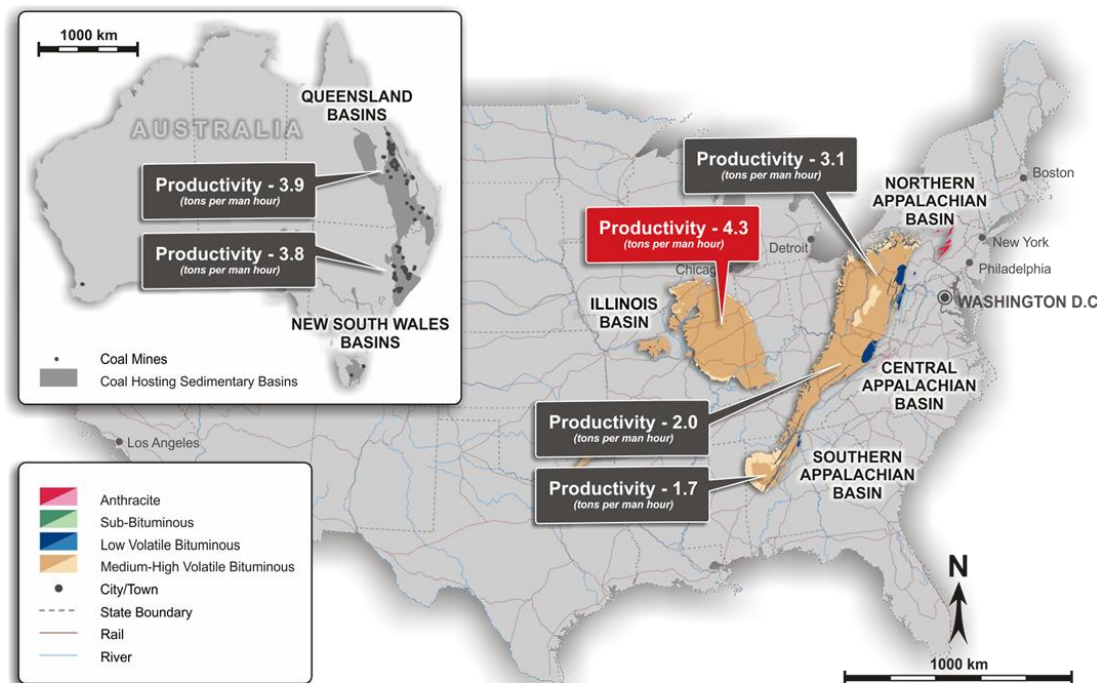 1000 km
QUEENSLAND
BASINS
AUSTRALIA
Productivity - 3.9
(tons per man hour)
Productivity - 3.8
(tons per man hour)
NEW SOUTH WALES
BASINS
Coal Mines
Coal Hosting Sedimentary Basins
Productivity - 3.1
(tons per man hour)
NORTHERN
APPALACHIAN
BASIN
Boston
Productivity - 4.3
(tons per man hour)
Detroit
New York
Chicag
Philadelphia
WASHINGTON D.C
ILLINOIS
BASIN
CENTRAL
APPALACHIAN
BASIN
Productivity - 2.0
(tons per man hour)
Los Angeles
SOUTHERN
APPALACHIAN
BASIN
Productivity - 1.7
(tons per man hour)
Anthracite
Sub-Bituminous
Low Volatile Bituminous
Medium-High Volatile Bituminous
City/Town
State Boundary
Rail
River
N
1000 km